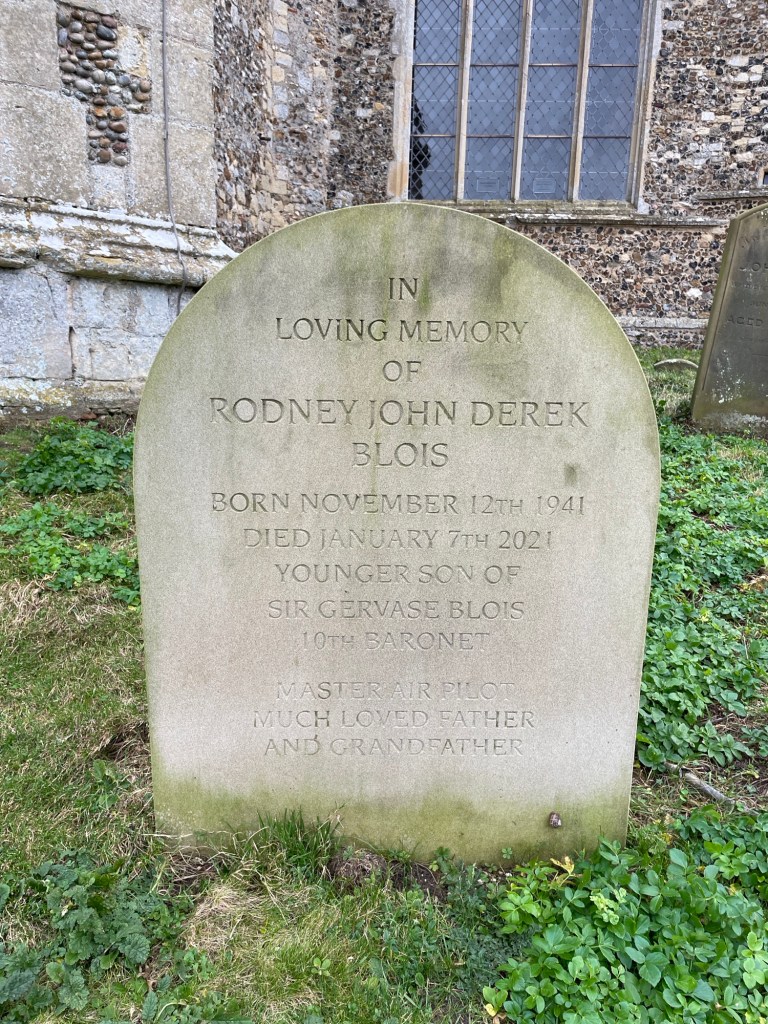 IN
LOVING MEMORY
OF
RODNEY JOHN DEREK
BLOIS
BORN NOVEMBER 12TH 1941
DIED JANUARY 7TH 2021
YOUNGER SON OF
SIR GERVASE BLOIS
10TH BARONET
MASTER AIR PILOT
MUCH LOVED FATHER
AND GRANDFATHER
AGED